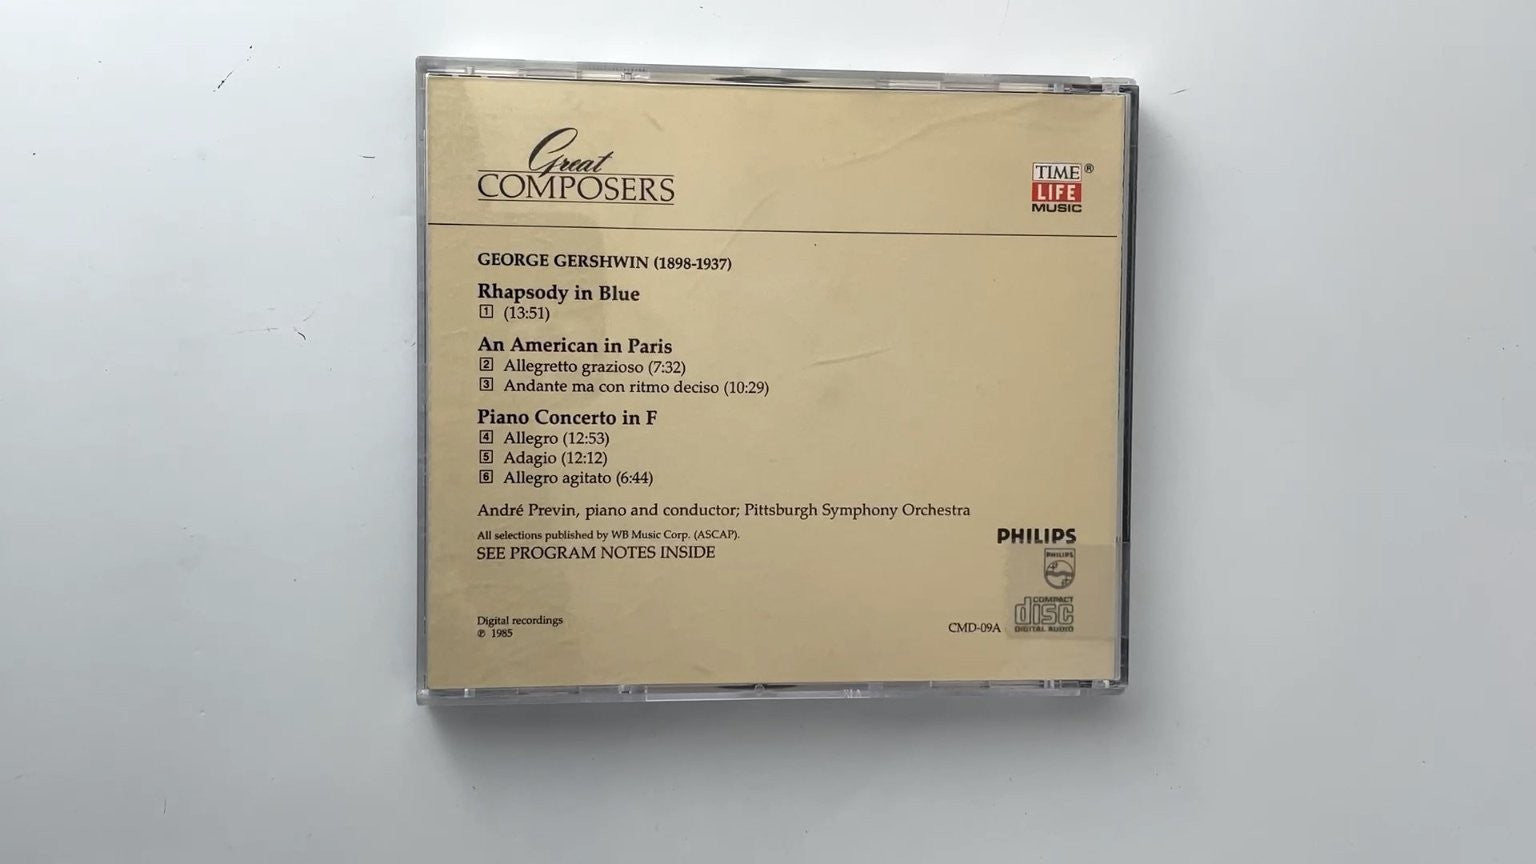 Great
COMPOSERS
TIME ®
LIFE
MUSIC
GEORGE GERSHWIN (1898-1937)
Rhapsody in Blue
1 (13:51)
An American in Paris
2 Allegretto grazioso (7:32)
3 Andante ma con ritmo deciso (10:29)
Piano Concerto in F
4 Allegro (12:53)
5 Adagio (12:12)
6 Allegro agitato (6:44)
André Previn, piano and conductor; Pittsburgh Symphony Orchestra
All selections published by WB Music Corp. (ASCAP).
SEE PROGRAM NOTES INSIDE
PHILIPS
PHILIPS
Digital recordings
℗ 1985
CMD-09A
COMPACT
disc
DIGITAL AUDIO